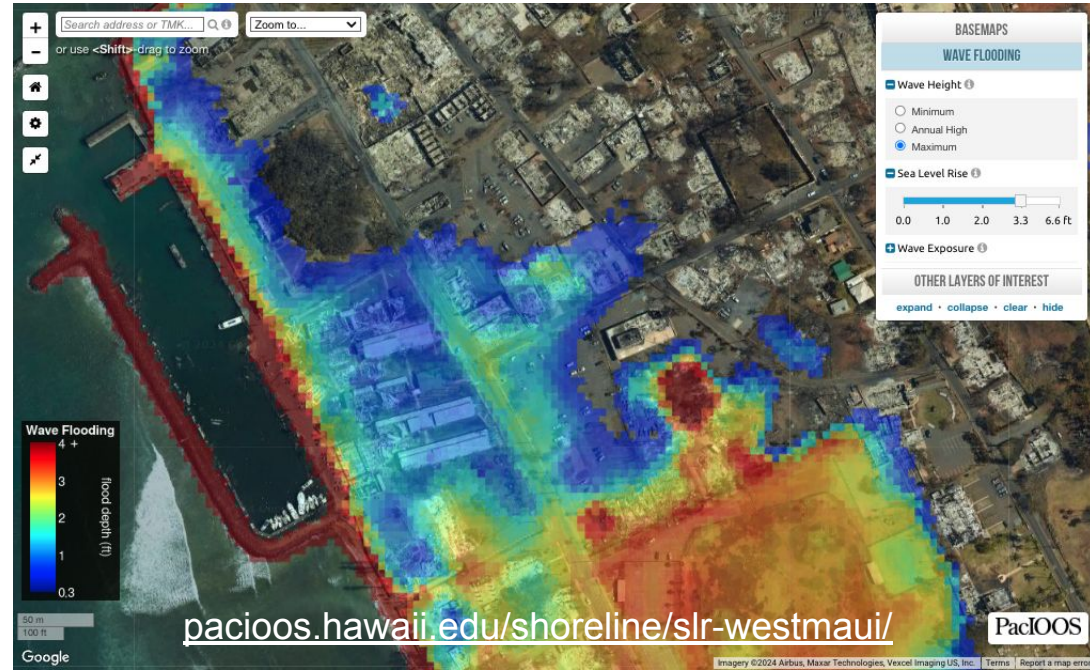 +
−
Search address or TMK...
Zoom to...
or use <Shift>-drag to zoom
BASEMAPS
WAVE FLOODING
Wave Height
Minimum
Annual High
Maximum
Sea Level Rise
0.0 1.0 2.0 3.3 6.6 ft
Wave Exposure
OTHER LAYERS OF INTEREST
expand · collapse · clear · hide
Wave Flooding
4 +
3
2
1
0.3
flood depth (ft)
50 m
100 ft
Google
pacioos.hawaii.edu/shoreline/slr-westmaui/
PacIOOS
Imagery ©2024 Airbus, Maxar Technologies, Vexcel Imaging US, Inc. Terms Report a map error